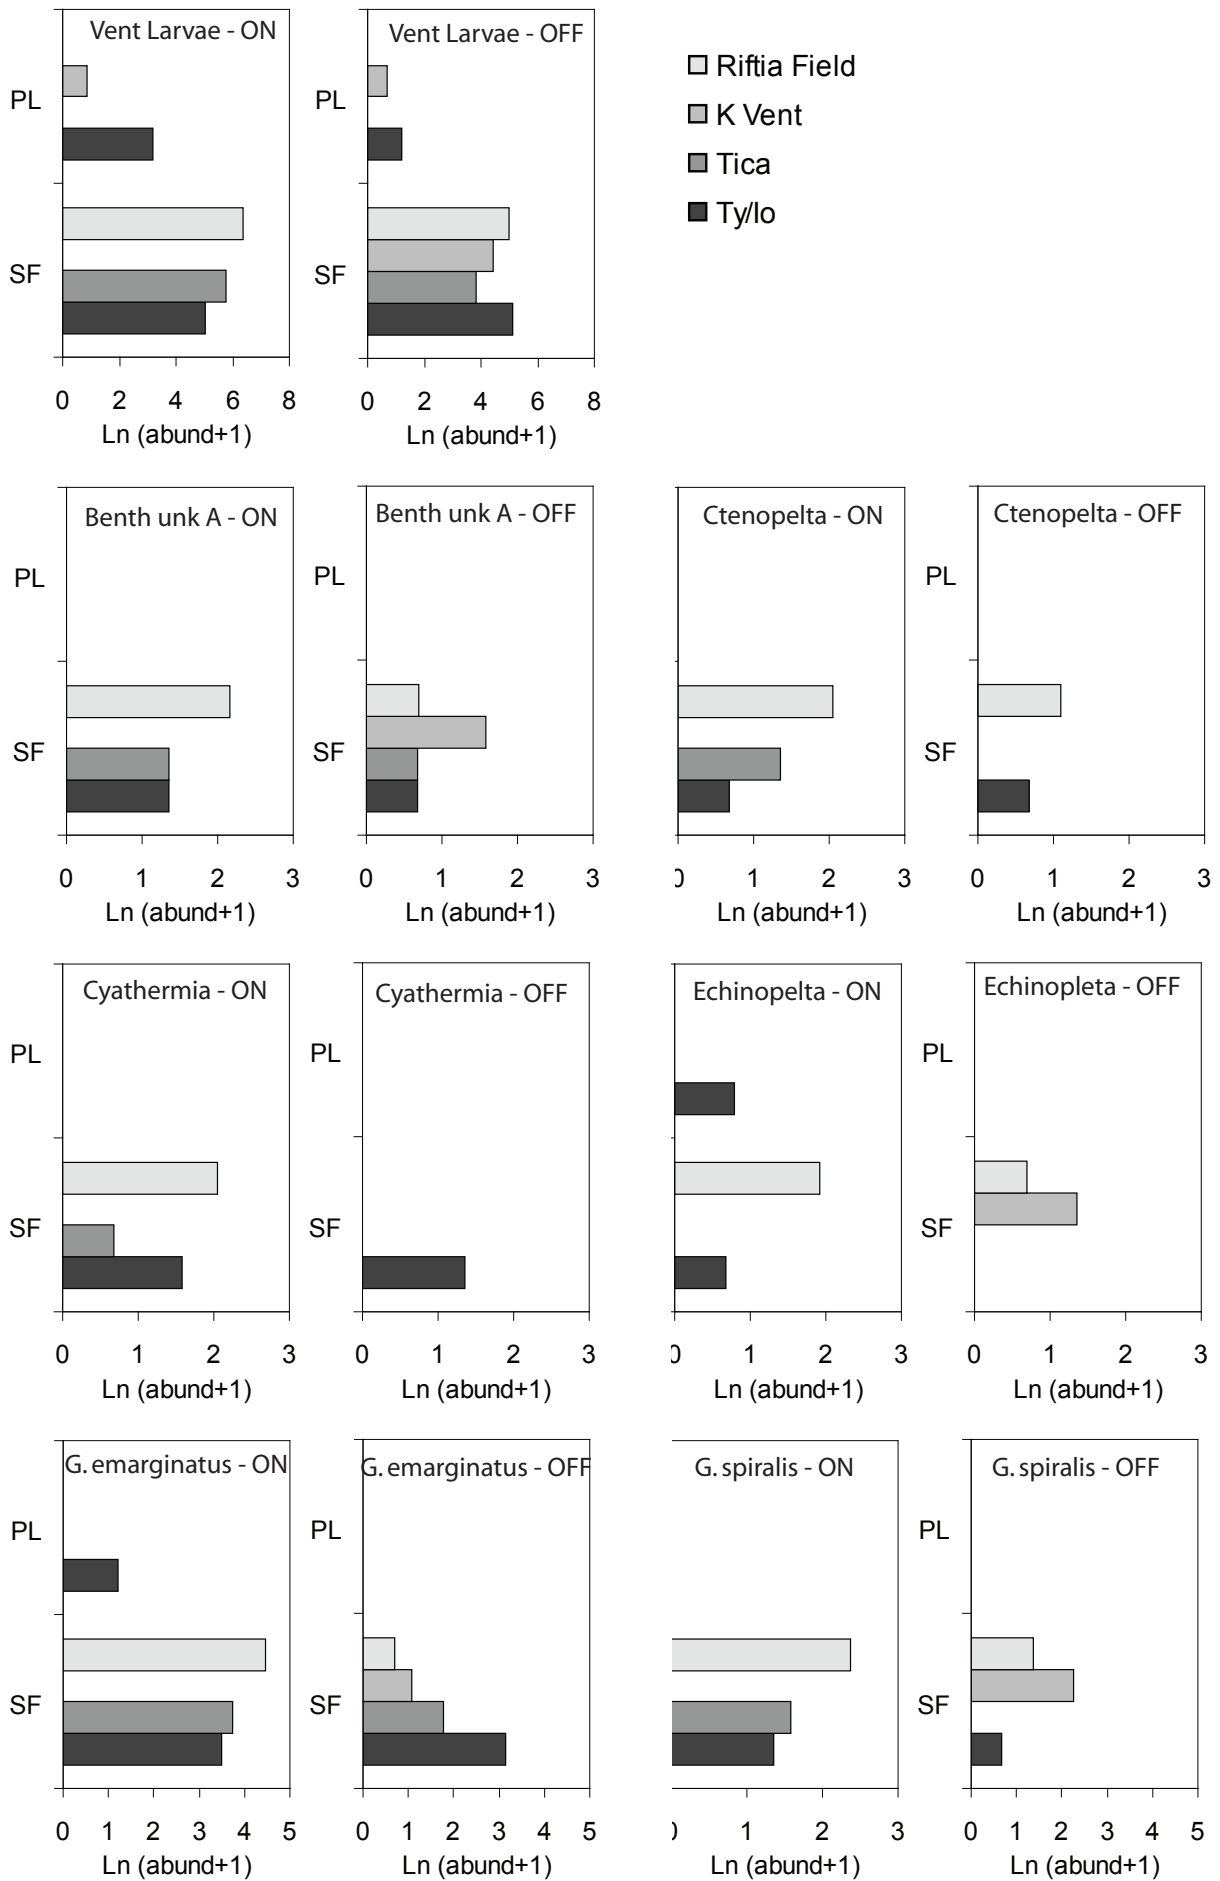 Vent Larvae - ON
PL
SF
0 2 4 6 8
Ln (abund+1)
Vent Larvae - OFF
PL
SF
0 2 4 6 8
Ln (abund+1)
Riftia Field
K Vent
Tica
Ty/Io
Benth unk A - ON
PL
SF
0 1 2 3
Ln (abund+1)
Benth unk A - OFF
PL
SF
0 1 2 3
Ln (abund+1)
Ctenopelta - ON
0 1 2 3
Ln (abund+1)
Ctenopelta - OFF
PL
SF
0 1 2 3
Ln (abund+1)
Cyathermia - ON
PL
SF
0 1 2 3
Ln (abund+1)
Cyathermia - OFF
PL
SF
0 1 2 3
Ln (abund+1)
Echinopelta - ON
0 1 2 3
Ln (abund+1)
Echinopleta - OFF
PL
SF
0 1 2 3
Ln (abund+1)
G. emarginatus - ON
PL
SF
0 1 2 3 4 5
Ln (abund+1)
G. emarginatus - OFF
PL
SF
0 1 2 3 4 5
Ln (abund+1)
G. spiralis - ON
0 1 2 3
Ln (abund+1)
G. spiralis - OFF
PL
SF
0 1 2 3 4 5
Ln (abund+1)